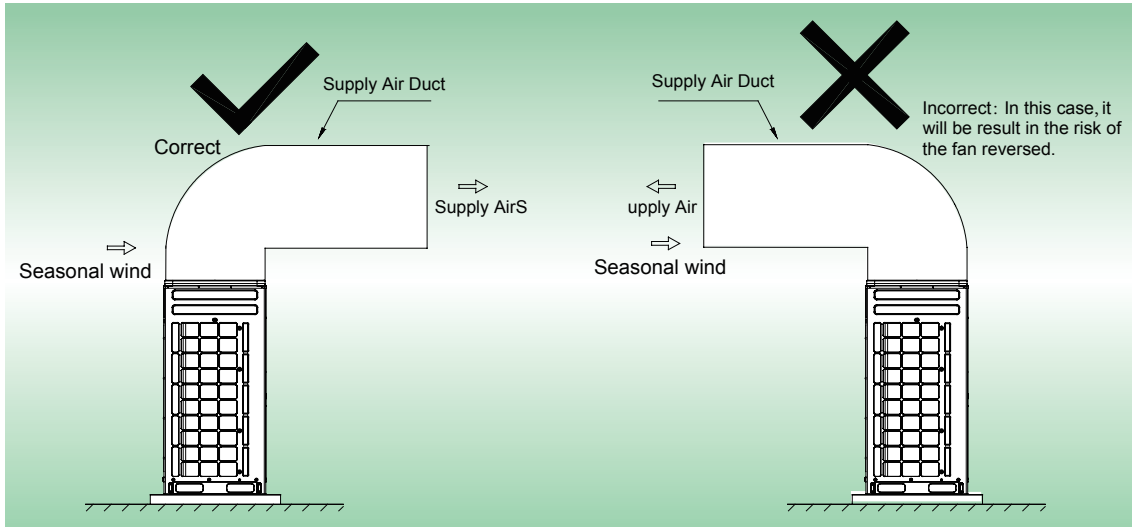 Supply Air Duct
Correct
Supply AirS
Seasonal wind
Supply Air Duct
Incorrect: In this case, it
will be result in the risk of
the fan reversed.
upply Air
Seasonal wind